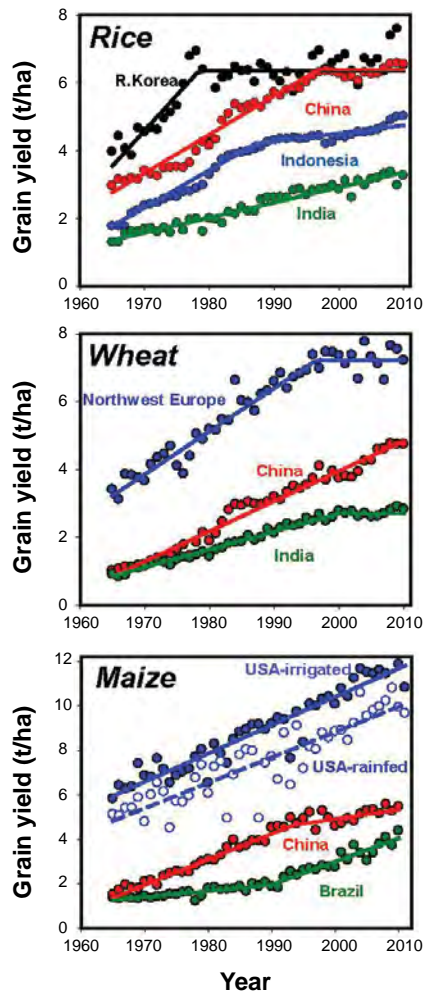 Rice
Grain yield (t/ha)
8
6
4
2
0
R.Korea
China
Indonesia
India
1960 1970 1980 1990 2000 2010
Wheat
Grain yield (t/ha)
8
6
4
2
0
Northwest Europe
China
India
1960 1970 1980 1990 2000 2010
Maize
Grain yield (t/ha)
12
10
8
6
4
2
0
USA-irrigated
USA-rainfed
China
Brazil
1960 1970 1980 1990 2000 2010
Year